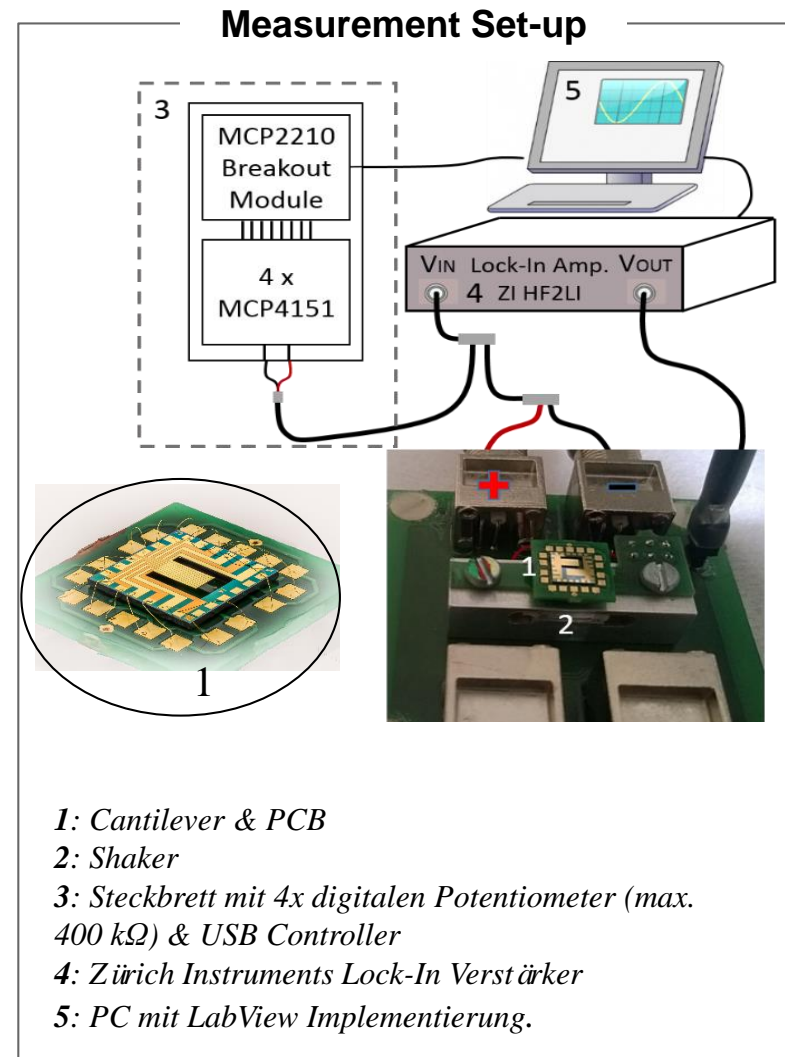 Measurement Set-up
3
MCP2210
Breakout
Module
4 x
MCP4151
5
VIN Lock-In Amp. VOUT
4 ZI HF2LI
1
+ -
1
2
1: Cantilever & PCB
2: Shaker
3: Steckbrett mit 4x digitalen Potentiometer (max.
400 kΩ) & USB Controller
4: Zürich Instruments Lock-In Verstärker
5: PC mit LabView Implementierung.